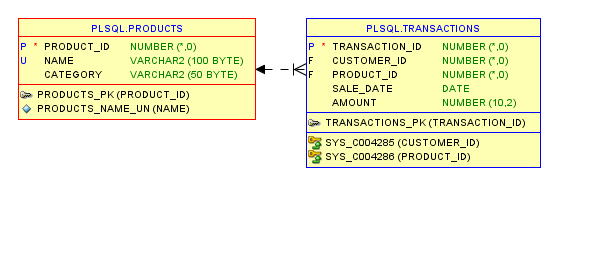 PLSQL.PRODUCTS
P * PRODUCT_ID NUMBER (*,0)
U NAME VARCHAR2 (100 BYTE)
CATEGORY VARCHAR2 (50 BYTE)
PRODUCTS_PK (PRODUCT_ID)
PRODUCTS_NAME_UN (NAME)
PLSQL.TRANSACTIONS
P * TRANSACTION_ID NUMBER (*,0)
F CUSTOMER_ID NUMBER (*,0)
F PRODUCT_ID NUMBER (*,0)
SALE_DATE DATE
AMOUNT NUMBER (10,2)
TRANSACTIONS_PK (TRANSACTION_ID)
SYS_C004285 (CUSTOMER_ID)
SYS_C004286 (PRODUCT_ID)